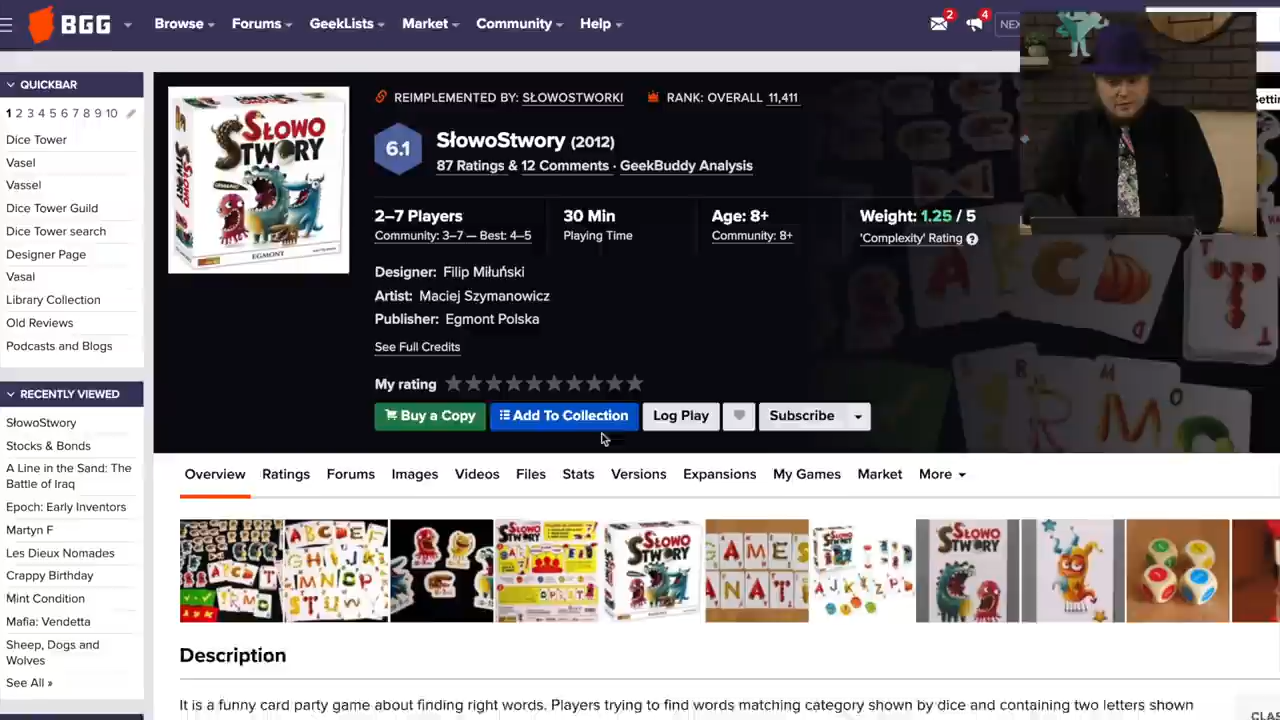 BGG
Browse Forums GeekLists Market Community Help
2 4 NEX
QUICKBAR
1 2 3 4 5 6 7 8 9 10
Dice Tower
Vasel
Vassel
Dice Tower Guild
Dice Tower search
Designer Page
Vasal
Library Collection
Old Reviews
Podcasts and Blogs
RECENTLY VIEWED
SłowoStwory
Stocks & Bonds
A Line in the Sand: The
Battle of Iraq
Epoch: Early Inventors
Martyn F
Les Dieux Nomades
Crappy Birthday
Mint Condition
Mafia: Vendetta
Sheep, Dogs and
Wolves
See All »
SŁOWO
STWORY
EGMONT
REIMPLEMENTED BY: SŁOWOSTWORKI RANK: OVERALL 11,411
6.1
SłowoStwory (2012)
87 Ratings & 12 Comments · GeekBuddy Analysis
2–7 Players 30 Min Age: 8+ Weight: 1.25 / 5
Community: 3–7 — Best: 4–5 Playing Time Community: 8+ 'Complexity' Rating ?
Designer: Filip Miłuński
Artist: Maciej Szymanowicz
Publisher: Egmont Polska
See Full Credits
My rating
Buy a Copy Add To Collection Log Play Subscribe
Overview Ratings Forums Images Videos Files Stats Versions Expansions My Games Market More
Description
It is a funny card party game about finding right words. Players trying to find words matching category shown by dice and containing two letters shown